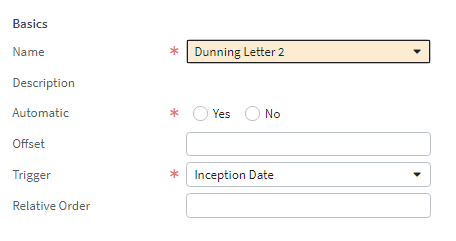 Basics
Name * Dunning Letter 2
Description
Automatic * Yes No
Offset
Trigger * Inception Date
Relative Order